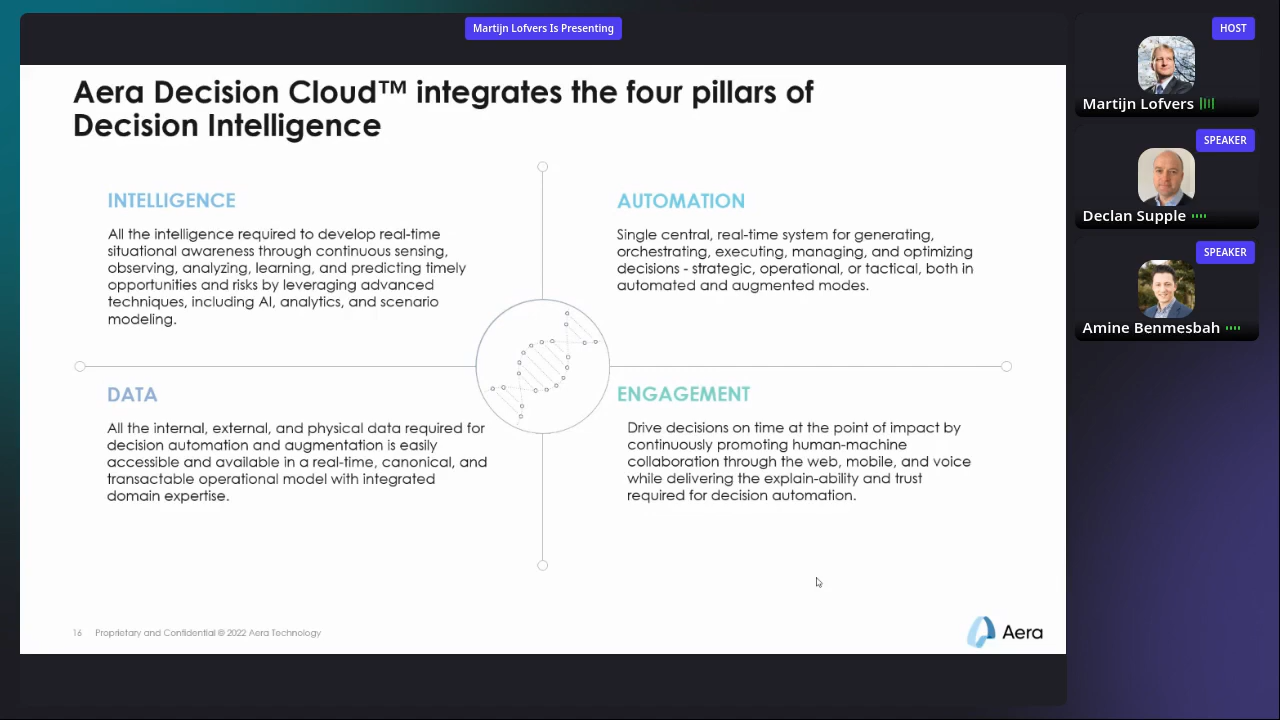 Martijn Lofvers Is Presenting
Aera Decision Cloud™ integrates the four pillars of
Decision Intelligence
INTELLIGENCE
All the intelligence required to develop real-time
situational awareness through continuous sensing,
observing, analyzing, learning, and predicting timely
opportunities and risks by leveraging advanced
techniques, including AI, analytics, and scenario
modeling.
AUTOMATION
Single central, real-time system for generating,
orchestrating, executing, managing, and optimizing
decisions - strategic, operational, or tactical, both in
automated and augmented modes.
DATA
All the internal, external, and physical data required for
decision automation and augmentation is easily
accessible and available in a real-time, canonical, and
transactable operational model with integrated
domain expertise.
ENGAGEMENT
Drive decisions on time at the point of impact by
continuously promoting human-machine
collaboration through the web, mobile, and voice
while delivering the explain-ability and trust
required for decision automation.
16 Proprietary and Confidential © 2022 Aera Technology
Aera
HOST
Martijn Lofvers
SPEAKER
Declan Supple
SPEAKER
Amine Benmesbah